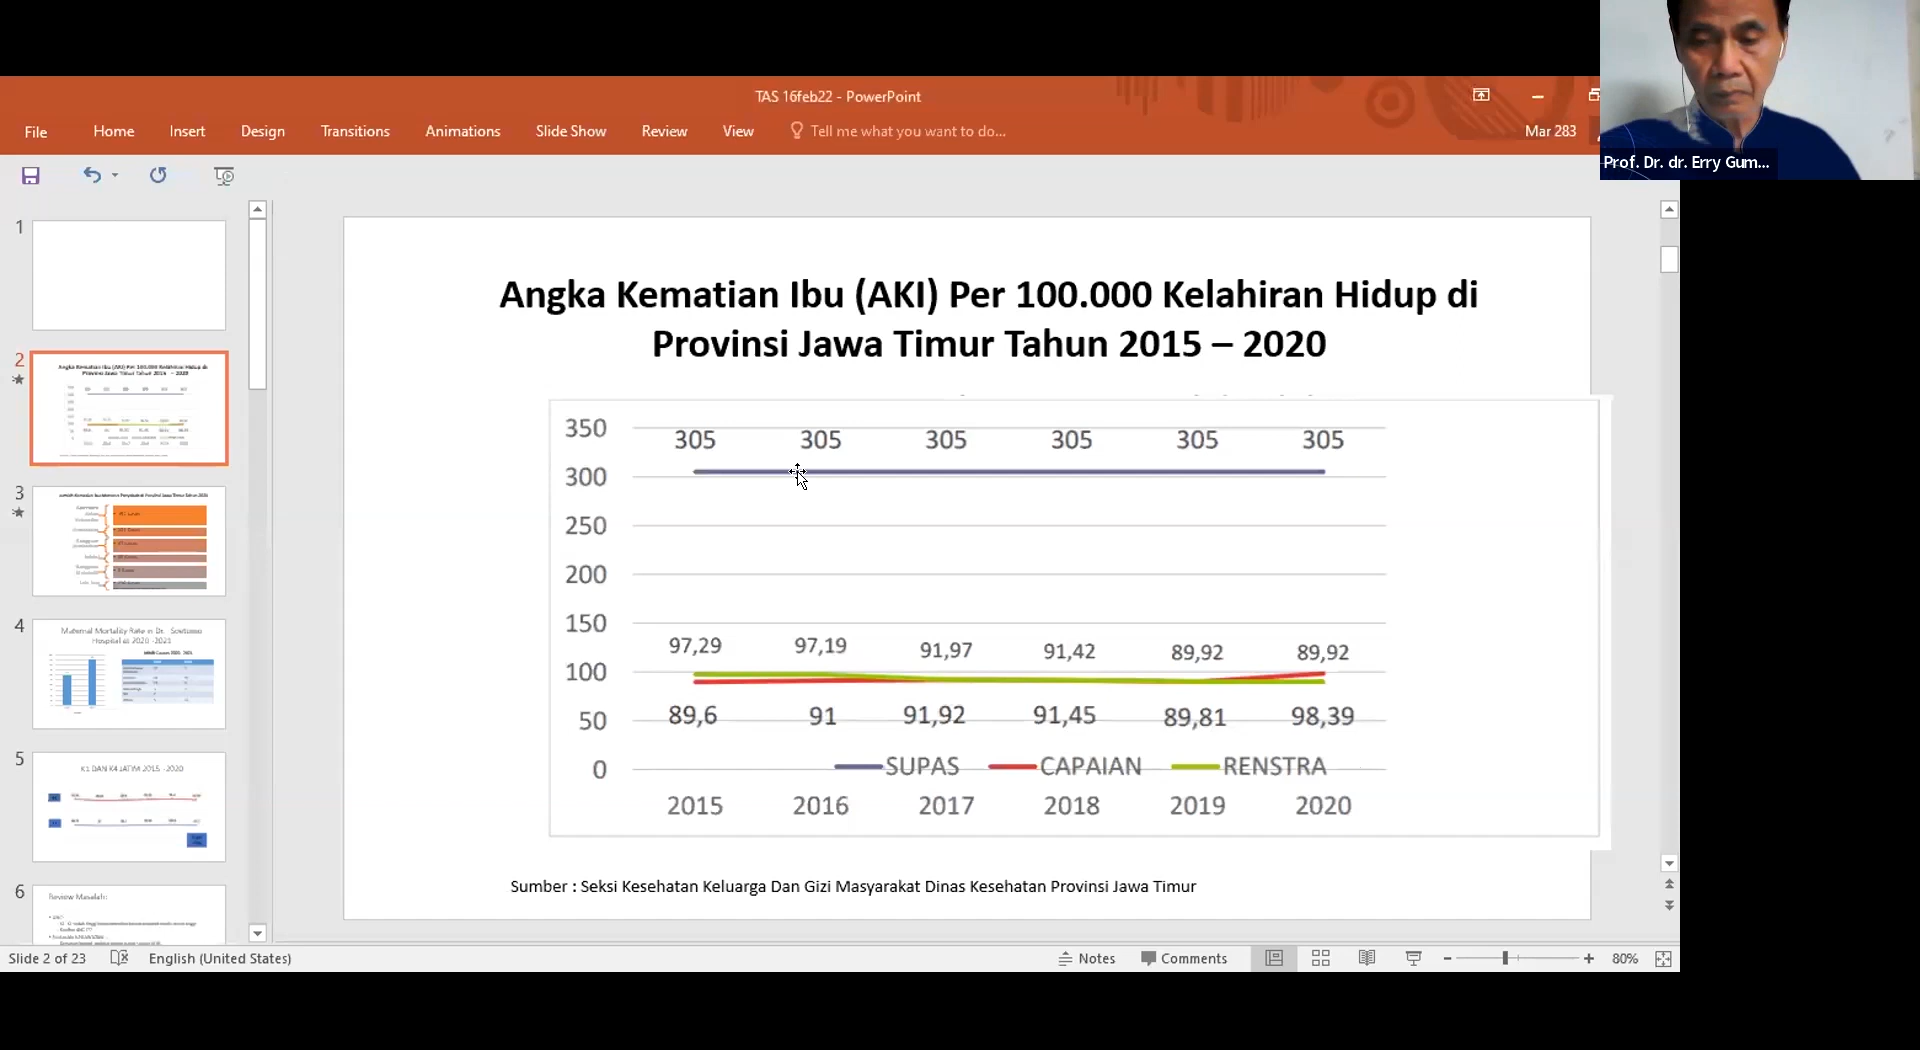 TAS 16feb22 - PowerPoint
File Home Insert Design Transitions Animations Slide Show Review View Tell me what you want to do... Mar 283
Prof. Dr. dr. Erry Gum...
1
2
3
4
Maternal Mortality Rate in Dr. Soetomo
Hospital at 2020 -2021
5
K1 DAN K4 JATIM 2015 -2020
6
Review Masalah:
Angka Kematian Ibu (AKI) Per 100.000 Kelahiran Hidup di
Provinsi Jawa Timur Tahun 2015 – 2020
350
305 305 305 305 305 305
300
250
200
150
97,29 97,19 91,97 91,42 89,92 89,92
100
89,6 91 91,92 91,45 89,81 98,39
50
0
SUPAS CAPAIAN RENSTRA
2015 2016 2017 2018 2019 2020
Sumber : Seksi Kesehatan Keluarga Dan Gizi Masyarakat Dinas Kesehatan Provinsi Jawa Timur
Slide 2 of 23 English (United States) Notes Comments 80%